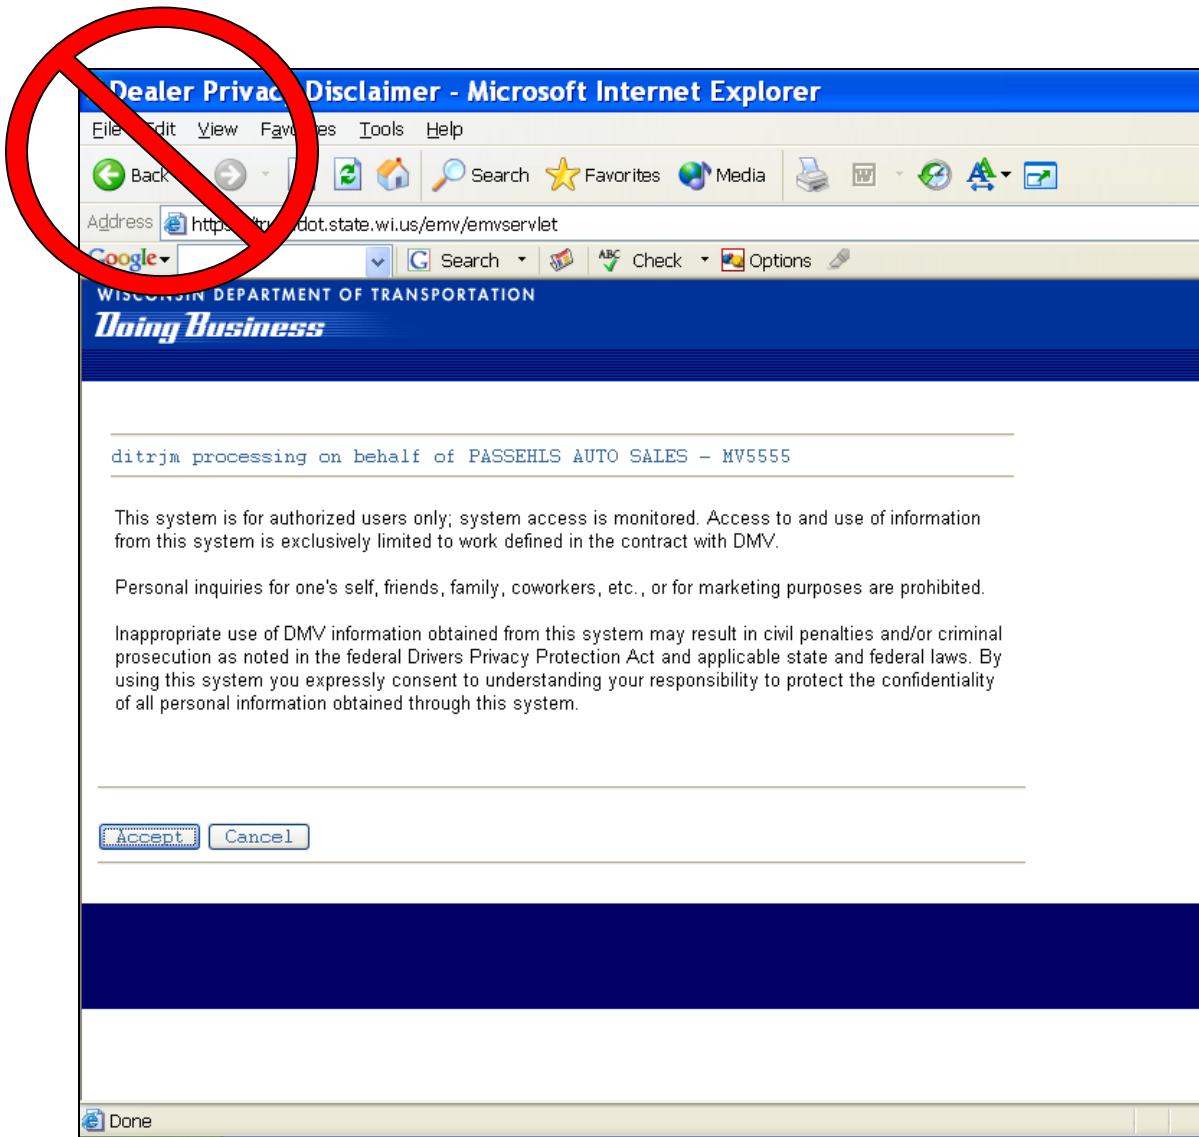 Dealer Privacy Disclaimer - Microsoft Internet Explorer
File Edit View Favorites Tools Help
Back Search Favorites Media
Address https dot.state.wi.us/emv/emvservlet
Google Search ABC Check Options
WISCONSIN DEPARTMENT OF TRANSPORTATION
Doing Business
ditrjm processing on behalf of PASSEHLS AUTO SALES – MV5555
This system is for authorized users only; system access is monitored. Access to and use of information
from this system is exclusively limited to work defined in the contract with DMV.
Personal inquiries for one's self, friends, family, coworkers, etc., or for marketing purposes are prohibited.
Inappropriate use of DMV information obtained from this system may result in civil penalties and/or criminal
prosecution as noted in the federal Drivers Privacy Protection Act and applicable state and federal laws. By
using this system you expressly consent to understanding your responsibility to protect the confidentiality
of all personal information obtained through this system.
Accept Cancel
Done